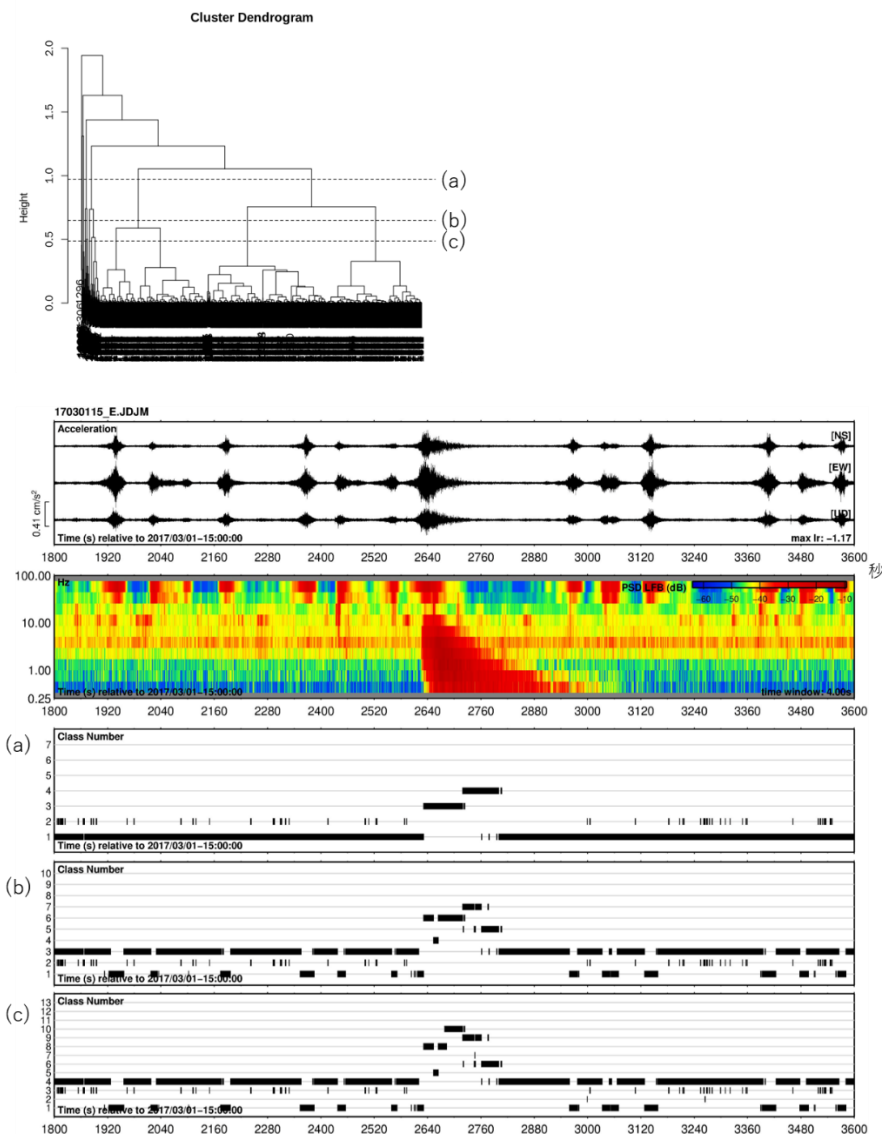 Cluster Dendrogram
2.0
1.5
1.0
0.5
0.0
Height
(a)
(b)
(c)
17030115_E.JDJM
Acceleration
[NS]
[EW]
[UD]
0.41 cm/s²
Time (s) relative to 2017/03/01-15:00:00
max Ir: -1.17
1800 1920 2040 2160 2280 2400 2520 2640 2760 2880 3000 3120 3240 3360 3480 3600
秒
100.00
10.00
1.00
0.25
Hz
PSD LFB (dB)
-60 -50 -40 -30 -20 -10
Time (s) relative to 2017/03/01-15:00:00
time window: 4.00s
1800 1920 2040 2160 2280 2400 2520 2640 2760 2880 3000 3120 3240 3360 3480 3600
(a)
Class Number
7
6
5
4
3
2
1
Time (s) relative to 2017/03/01-15:00:00
(b)
Class Number
10
9
8
7
6
5
4
3
2
1
Time (s) relative to 2017/03/01-15:00:00
(c)
Class Number
13
12
11
10
9
8
7
6
5
4
3
2
1
Time (s) relative to 2017/03/01-15:00:00
1800 1920 2040 2160 2280 2400 2520 2640 2760 2880 3000 3120 3240 3360 3480 3600